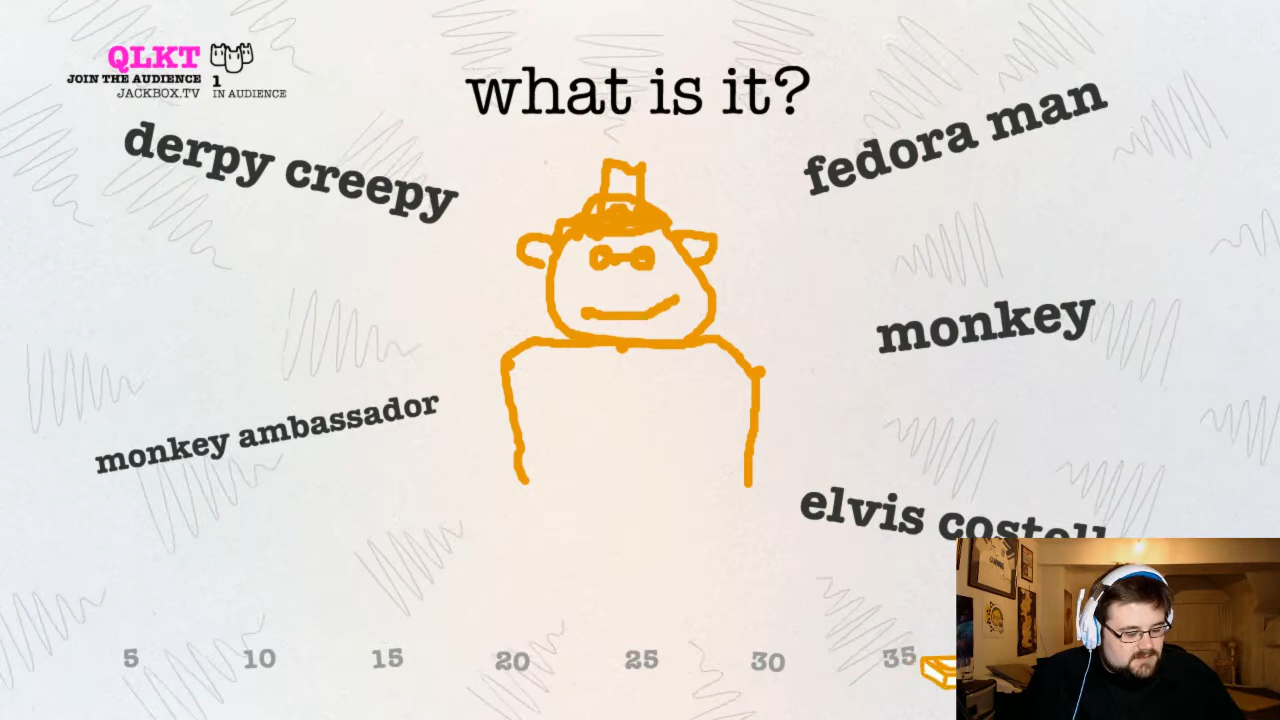 QLKT
JOIN THE AUDIENCE
JACKBOX.TV
1
IN AUDIENCE
what is it?
derpy creepy
fedora man
monkey
monkey ambassador
elvis
5 10 15 20 25 30 35